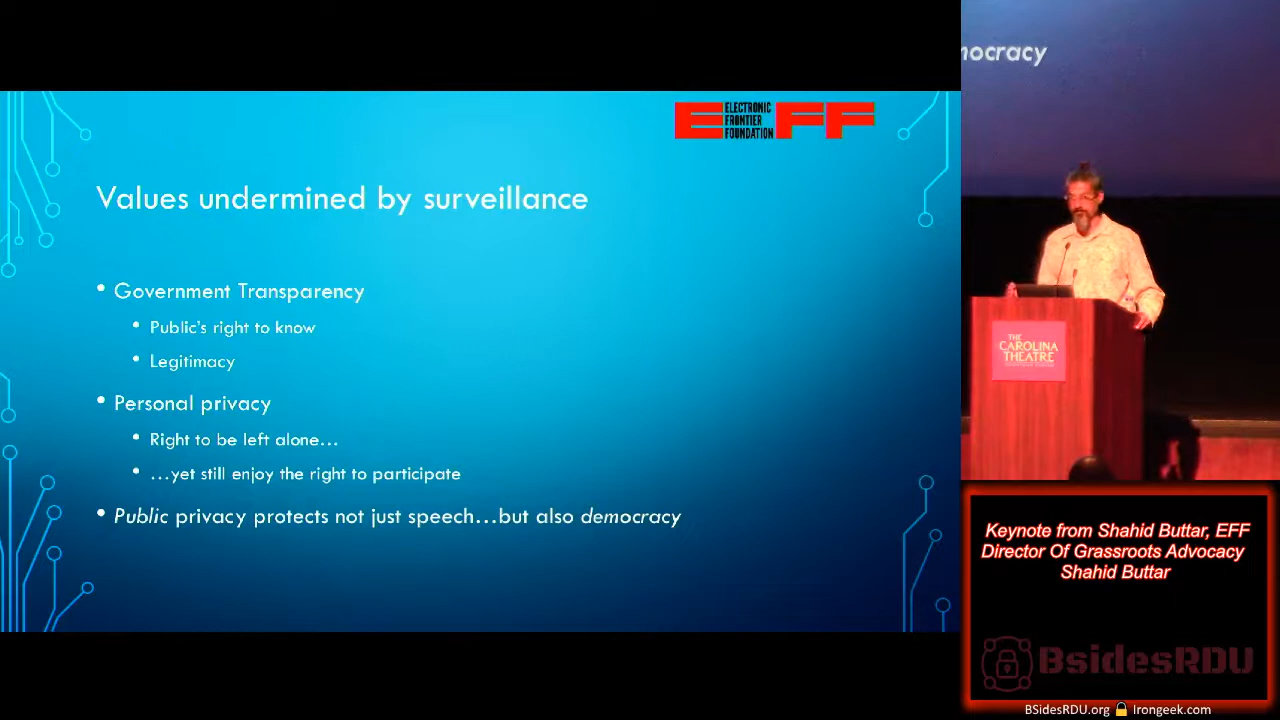 ELECTRONIC
FRONTIER
FOUNDATION
EFF
Values undermined by surveillance
• Government Transparency
• Public's right to know
• Legitimacy
• Personal privacy
• Right to be left alone…
• …yet still enjoy the right to participate
• Public privacy protects not just speech…but also democracy
mocracy
THE
CAROLINA
THEATRE
Keynote from Shahid Buttar, EFF
Director Of Grassroots Advocacy
Shahid Buttar
BsidesRDU
BSidesRDU.org Irongeek.com